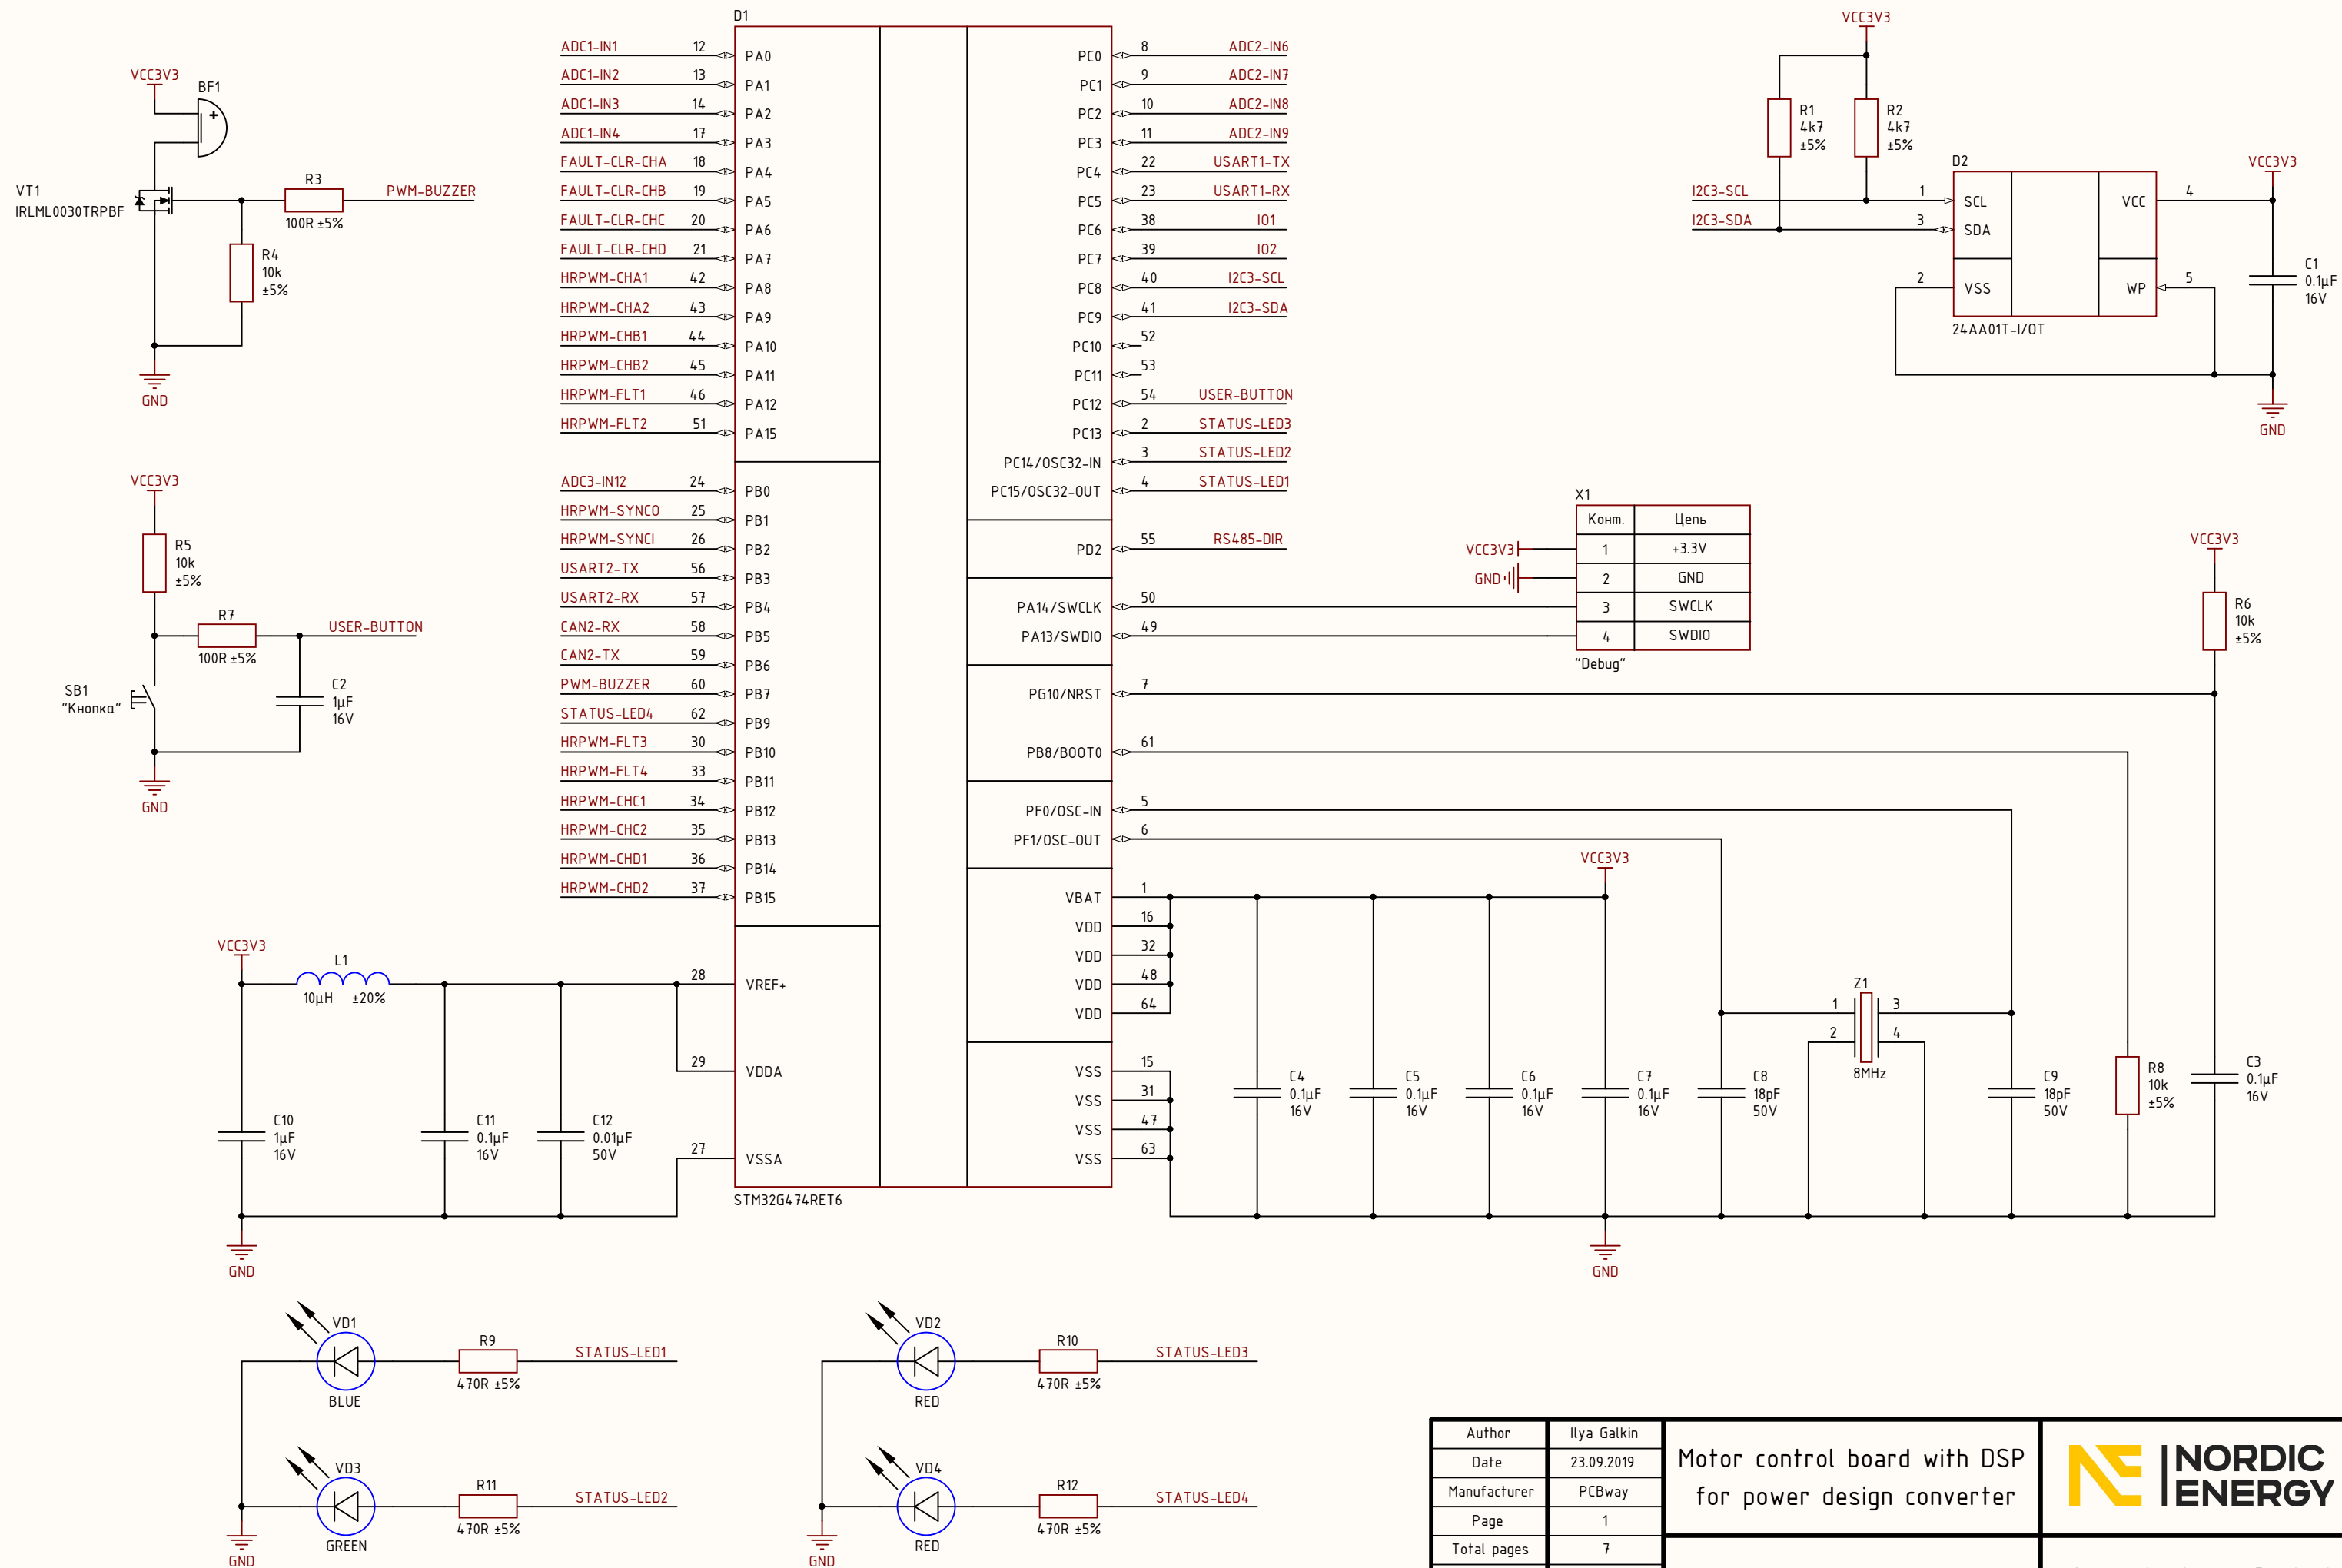 VCC3V3
BF1
+
VT1
IRLML0030TRPBF
R3
100R ±5%
PWM-BUZZER
R4
10k
±5%
GND
VCC3V3
R5
10k
±5%
R7
100R ±5%
USER-BUTTON
SB1
"Кнопка"
C2
1µF
16V
GND
D1
ADC1-IN1 12 PA0
ADC1-IN2 13 PA1
ADC1-IN3 14 PA2
ADC1-IN4 17 PA3
FAULT-CLR-CHA 18 PA4
FAULT-CLR-CHB 19 PA5
FAULT-CLR-CHC 20 PA6
FAULT-CLR-CHD 21 PA7
HRPWM-CHA1 42 PA8
HRPWM-CHA2 43 PA9
HRPWM-CHB1 44 PA10
HRPWM-CHB2 45 PA11
HRPWM-FLT1 46 PA12
HRPWM-FLT2 51 PA15
ADC3-IN12 24 PB0
HRPWM-SYNCO 25 PB1
HRPWM-SYNCI 26 PB2
USART2-TX 56 PB3
USART2-RX 57 PB4
CAN2-RX 58 PB5
CAN2-TX 59 PB6
PWM-BUZZER 60 PB7
STATUS-LED4 62 PB9
HRPWM-FLT3 30 PB10
HRPWM-FLT4 33 PB11
HRPWM-CHC1 34 PB12
HRPWM-CHC2 35 PB13
HRPWM-CHD1 36 PB14
HRPWM-CHD2 37 PB15
28 VREF+
29 VDDA
27 VSSA
STM32G474RET6
PC0 8 ADC2-IN6
PC1 9 ADC2-IN7
PC2 10 ADC2-IN8
PC3 11 ADC2-IN9
PC4 22 USART1-TX
PC5 23 USART1-RX
PC6 38 IO1
PC7 39 IO2
PC8 40 I2C3-SCL
PC9 41 I2C3-SDA
PC10 52
PC11 53
PC12 54 USER-BUTTON
PC13 2 STATUS-LED3
PC14/OSC32-IN 3 STATUS-LED2
PC15/OSC32-OUT 4 STATUS-LED1
PD2 55 RS485-DIR
PA14/SWCLK 50
PA13/SWDIO 49
PG10/NRST 7
PB8/BOOT0 61
PF0/OSC-IN 5
PF1/OSC-OUT 6
VBAT 1
VDD 16
VDD 32
VDD 48
VDD 64
VSS 15
VSS 31
VSS 47
VSS 63
VCC3V3
R1
4k7
±5%
R2
4k7
±5%
D2
I2C3-SCL 1 SCL
I2C3-SDA 3 SDA
2 VSS
VCC 4
WP 5
24AA01T-I/OT
VCC3V3
C1
0.1µF
16V
GND
X1
Конт. Цепь
VCC3V3 1 +3.3V
GND 2 GND
3 SWCLK
4 SWDIO
"Debug"
VCC3V3
R6
10k
±5%
VCC3V3
C4
0.1µF
16V
C5
0.1µF
16V
C6
0.1µF
16V
C7
0.1µF
16V
C8
18pF
50V
Z1
1 3
2 4
8MHz
C9
18pF
50V
R8
10k
±5%
C3
0.1µF
16V
GND
VCC3V3
L1
10µH ±20%
C10
1µF
16V
C11
0.1µF
16V
C12
0.01µF
50V
GND
VD1
BLUE
R9
470R ±5%
STATUS-LED1
VD3
GREEN
R11
470R ±5%
STATUS-LED2
GND
VD2
RED
R10
470R ±5%
STATUS-LED3
VD4
RED
R12
470R ±5%
STATUS-LED4
GND
Author Ilya Galkin
Date 23.09.2019
Manufacturer PCBway
Page 1
Total pages 7
Motor control board with DSP
for power design converter
NORDIC
ENERGY